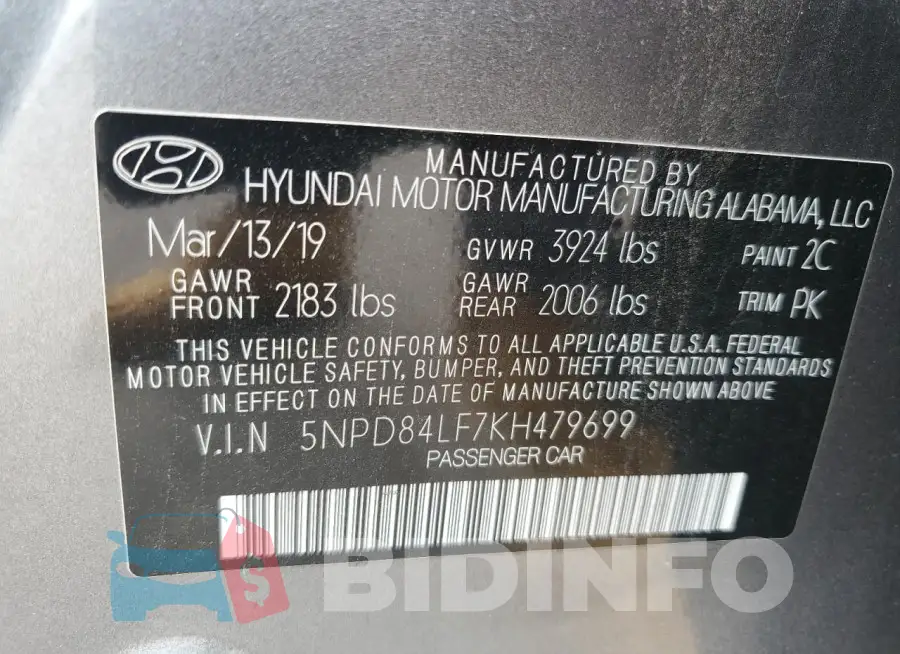 MANUFACTURED BY
HYUNDAI MOTOR MANUFACTURING ALABAMA, LLC
Mar/13/19 GVWR 3924 lbs PAINT 2C
GAWR FRONT 2183 lbs GAWR REAR 2006 lbs TRIM PK
THIS VEHICLE CONFORMS TO ALL APPLICABLE U.S.A. FEDERAL
MOTOR VEHICLE SAFETY, BUMPER, AND THEFT PREVENTION STANDARDS
IN EFFECT ON THE DATE OF MANUFACTURE SHOWN ABOVE
V.I.N 5NPD84LF7KH479699
PASSENGER CAR
$ BIDINFO